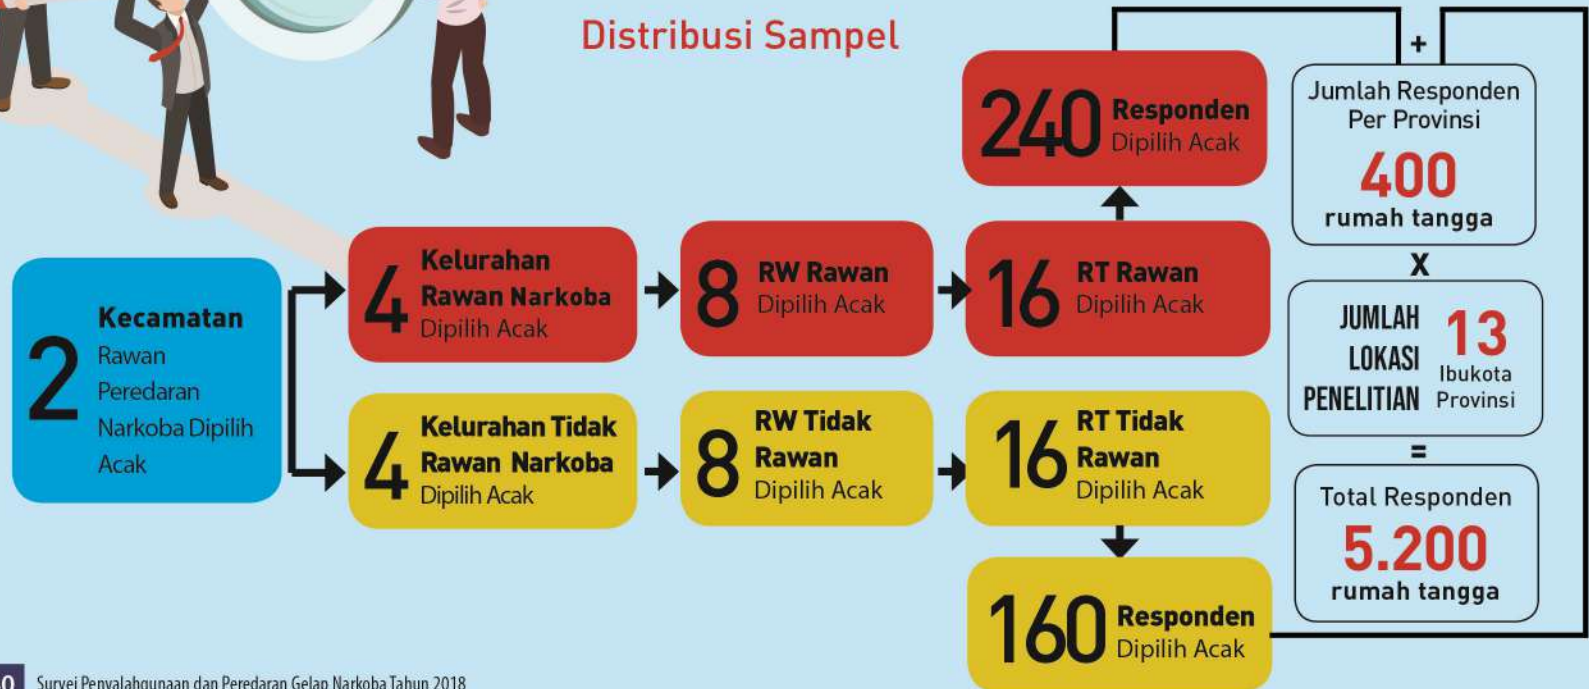 Distribusi Sampel
2
Kecamatan
Rawan
Peredaran
Narkoba Dipilih
Acak
4
Kelurahan
Rawan Narkoba
Dipilih Acak
8
RW Rawan
Dipilih Acak
16
RT Rawan
Dipilih Acak
240
Responden
Dipilih Acak
4
Kelurahan Tidak
Rawan Narkoba
Dipilih Acak
8
RW Tidak
Rawan
Dipilih Acak
16
RT Tidak
Rawan
Dipilih Acak
160
Responden
Dipilih Acak
+
Jumlah Responden
Per Provinsi
400
rumah tangga
X
JUMLAH
LOKASI
PENELITIAN
13
Ibukota
Provinsi
=
Total Responden
5.200
rumah tangga
Survei Penyalahgunaan dan Peredaran Gelap Narkoba Tahun 2018